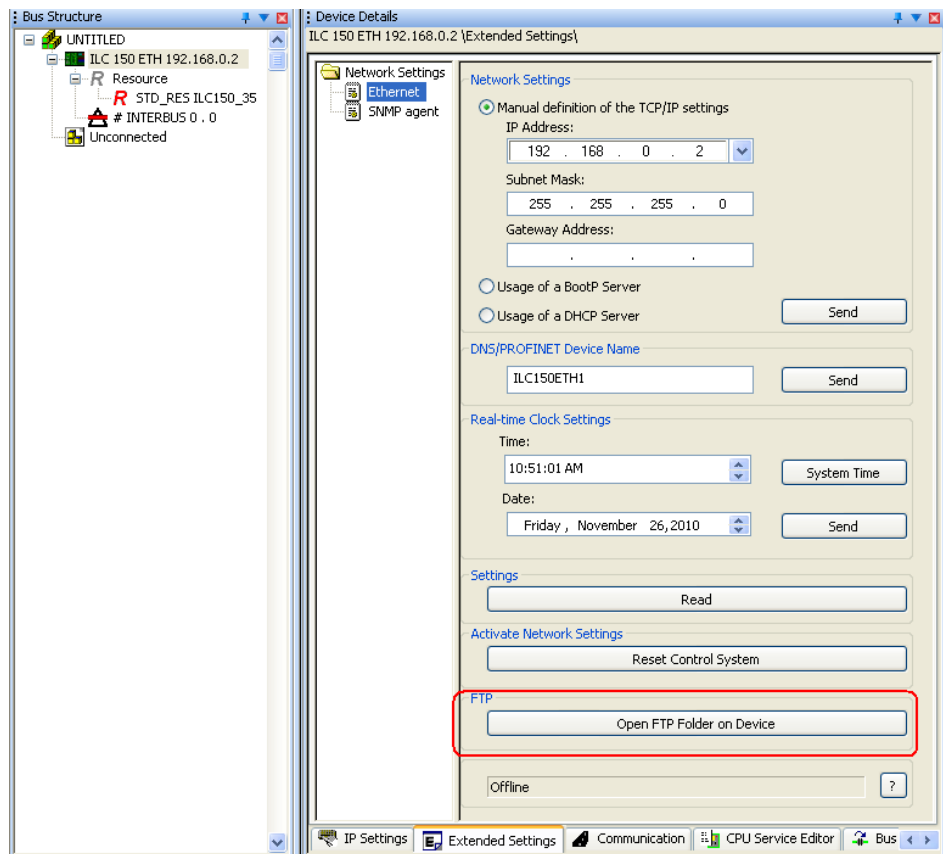 Bus Structure
UNTITLED
ILC 150 ETH 192.168.0.2
R Resource
R STD_RES ILC150_35
# INTERBUS 0 . 0
Unconnected
Device Details
ILC 150 ETH 192.168.0.2 \Extended Settings\
Network Settings
Ethernet
SNMP agent
Network Settings
Manual definition of the TCP/IP settings
IP Address:
192 . 168 . 0 . 2
Subnet Mask:
255 . 255 . 255 . 0
Gateway Address:
. . .
Usage of a BootP Server
Usage of a DHCP Server
Send
DNS/PROFINET Device Name
ILC150ETH1
Send
Real-time Clock Settings
Time:
10:51:01 AM
System Time
Date:
Friday , November 26,2010
Send
Settings
Read
Activate Network Settings
Reset Control System
FTP
Open FTP Folder on Device
Offline
?
IP Settings
Extended Settings
Communication
CPU Service Editor
Bus